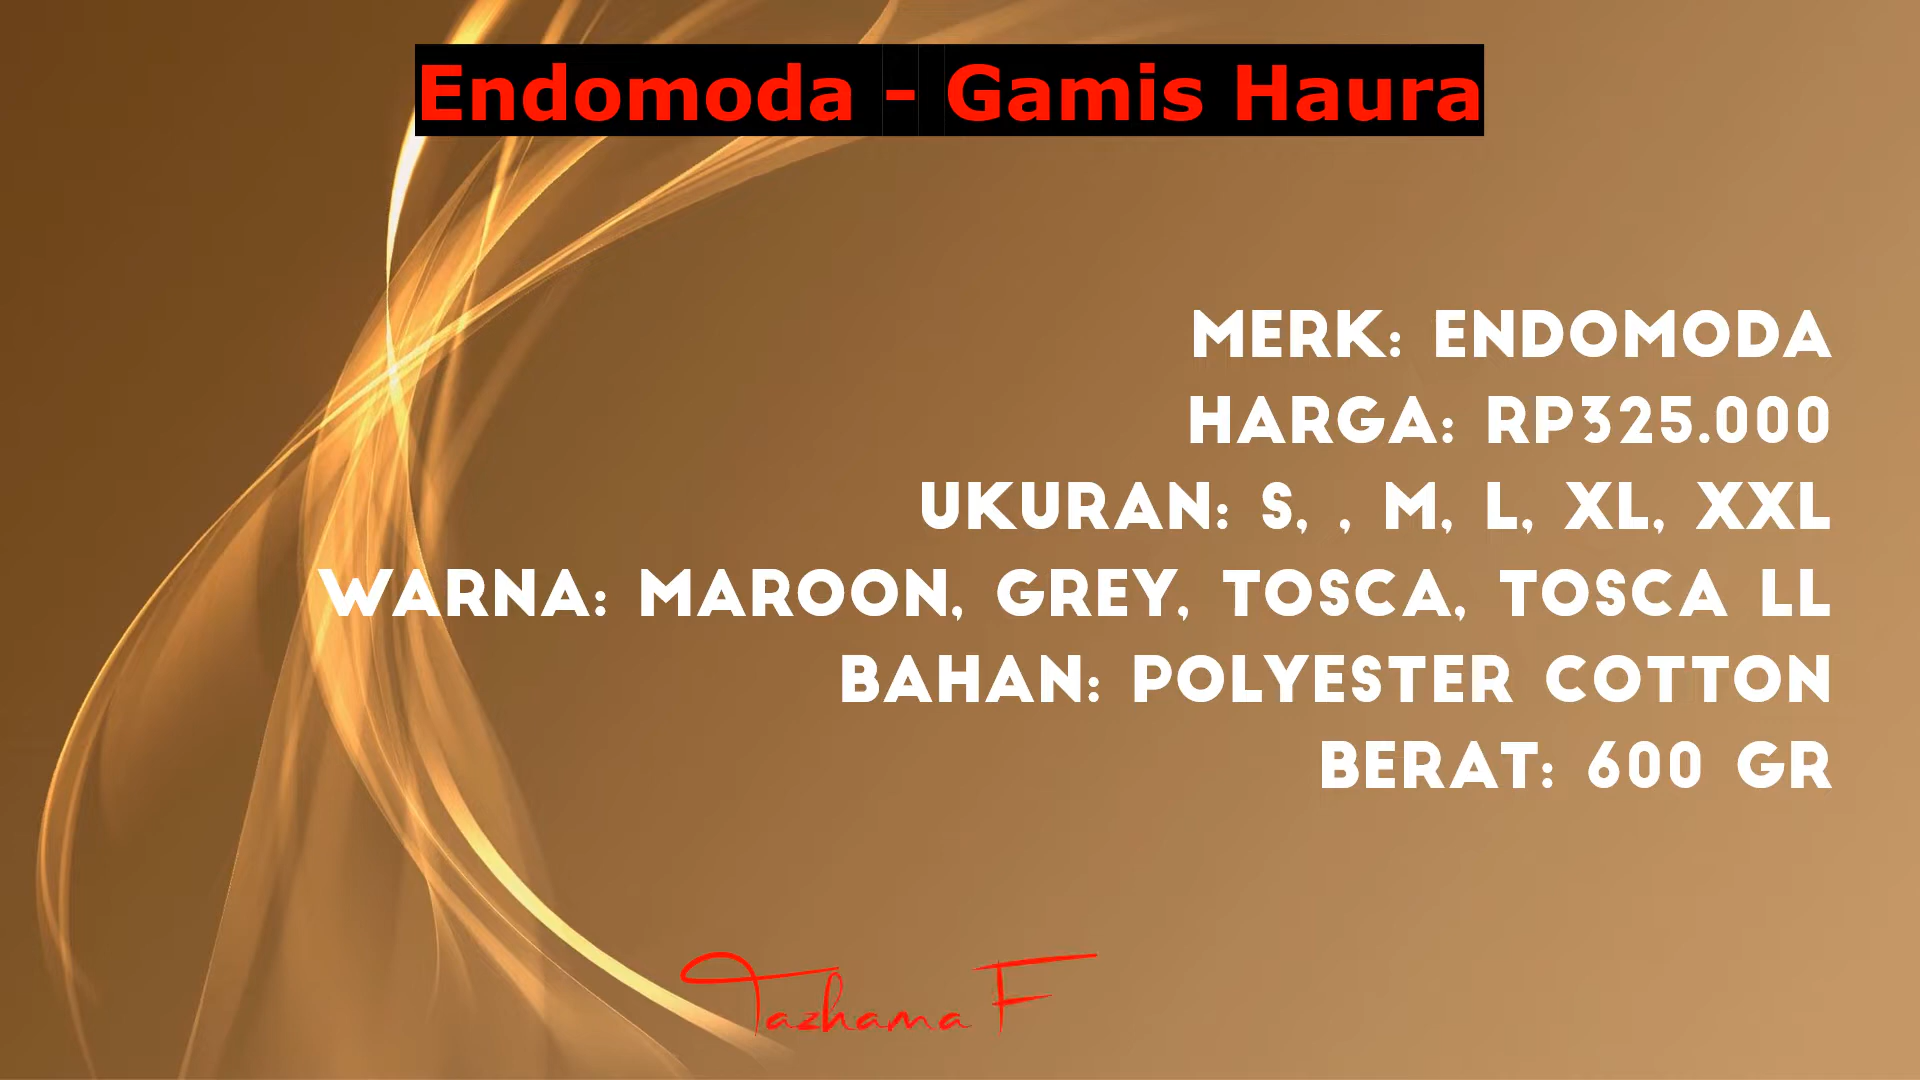 Endomoda - Gamis Haura
MERK: ENDOMODA
HARGA: RP325.000
UKURAN: S, , M, L, XL, XXL
WARNA: MAROON, GREY, TOSCA, TOSCA LL
BAHAN: POLYESTER COTTON
BERAT: 600 GR
Tazhama F